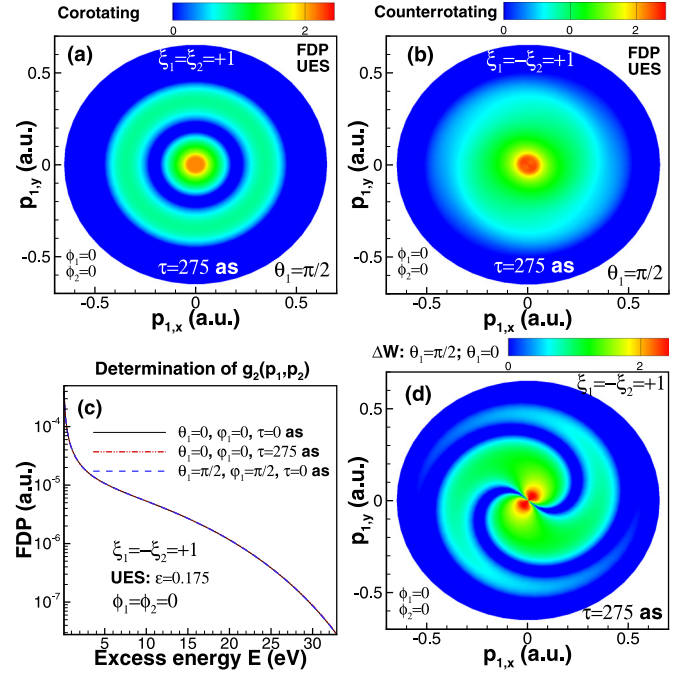 Corotating
0 2
(a)
ξ₁=ξ₂=+1
FDP
UES
0.5
0
-0.5
p₁,y (a.u.)
ϕ₁=0
ϕ₂=0
τ=275 as
θ₁=π/2
-0.5 0 0.5
p₁,x (a.u.)
Counterrotating
0 2
(b)
ξ₁=−ξ₂=+1
FDP
UES
0.5
0
-0.5
p₁,y (a.u.)
ϕ₁=0
ϕ₂=0
τ=275 as
θ₁=π/2
-0.5 0 0.5
p₁,x (a.u.)
Determination of g₂(p₁,p₂)
(c)
θ₁=0, φ₁=0, τ=0 as
θ₁=0, φ₁=0, τ=275 as
θ₁=π/2, φ₁=π/2, τ=0 as
10⁻⁴
10⁻⁵
10⁻⁶
10⁻⁷
FDP (a.u.)
ξ₁=−ξ₂=+1
UES: ε=0.175
ϕ₁=ϕ₂=0
5 10 15 20 25 30
Excess energy E (eV)
ΔW: θ₁=π/2; θ₁=0
0 2
(d)
ξ₁=−ξ₂=+1
0.5
0
-0.5
p₁,y (a.u.)
ϕ₁=0
ϕ₂=0
τ=275 as
-0.5 0 0.5
p₁,x (a.u.)